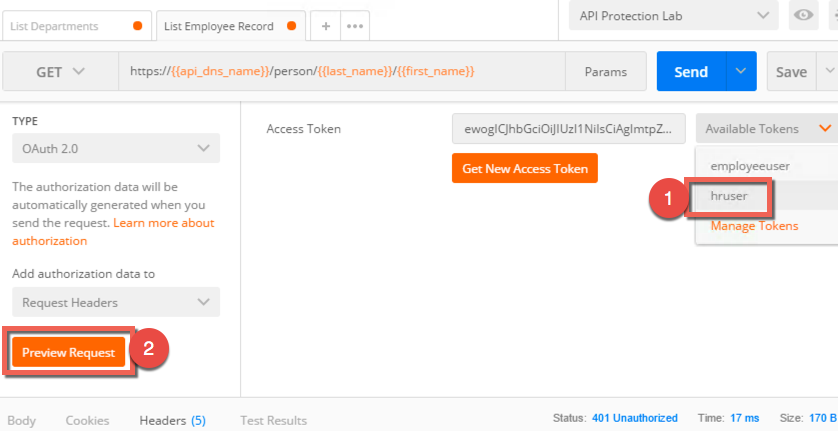 List Departments
List Employee Record
+
•••
API Protection Lab
GET
https://{{api_dns_name}}/person/{{last_name}}/{{first_name}}
Params
Send
Save
TYPE
OAuth 2.0
The authorization data will be
automatically generated when you
send the request. Learn more about
authorization
Add authorization data to
Request Headers
Preview Request
2
Access Token
Available Tokens
Get New Access Token
employeeuser
1
hruser
Manage Tokens
Body
Cookies
Headers (5)
Test Results
Status: 401 Unauthorized
Time: 17 ms
Size: 170 B